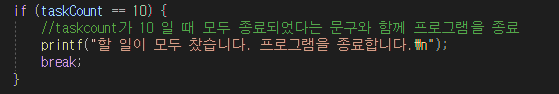 if (taskCount == 10) {
//taskcount가 10 일 때 모두 종료되었다는 문구와 함께 프로그램을 종료
printf("할 일이 모두 찼습니다. 프로그램을 종료합니다.₩n");
break;
}